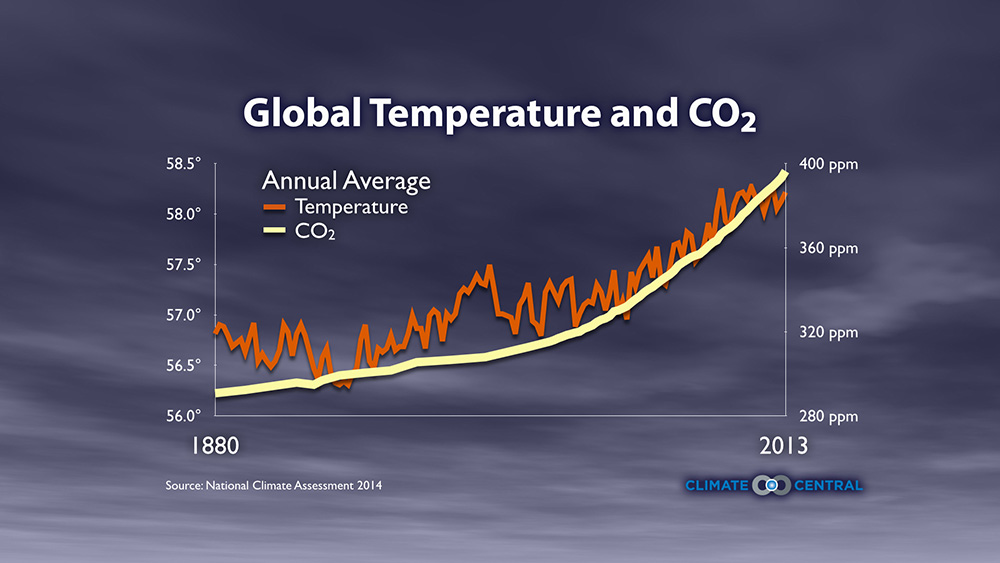 Global Temperature and CO₂
58.5°
58.0°
57.5°
57.0°
56.5°
56.0°
Annual Average
Temperature
CO₂
400 ppm
360 ppm
320 ppm
280 ppm
1880
2013
Source: National Climate Assessment 2014
CLIMATE CENTRAL